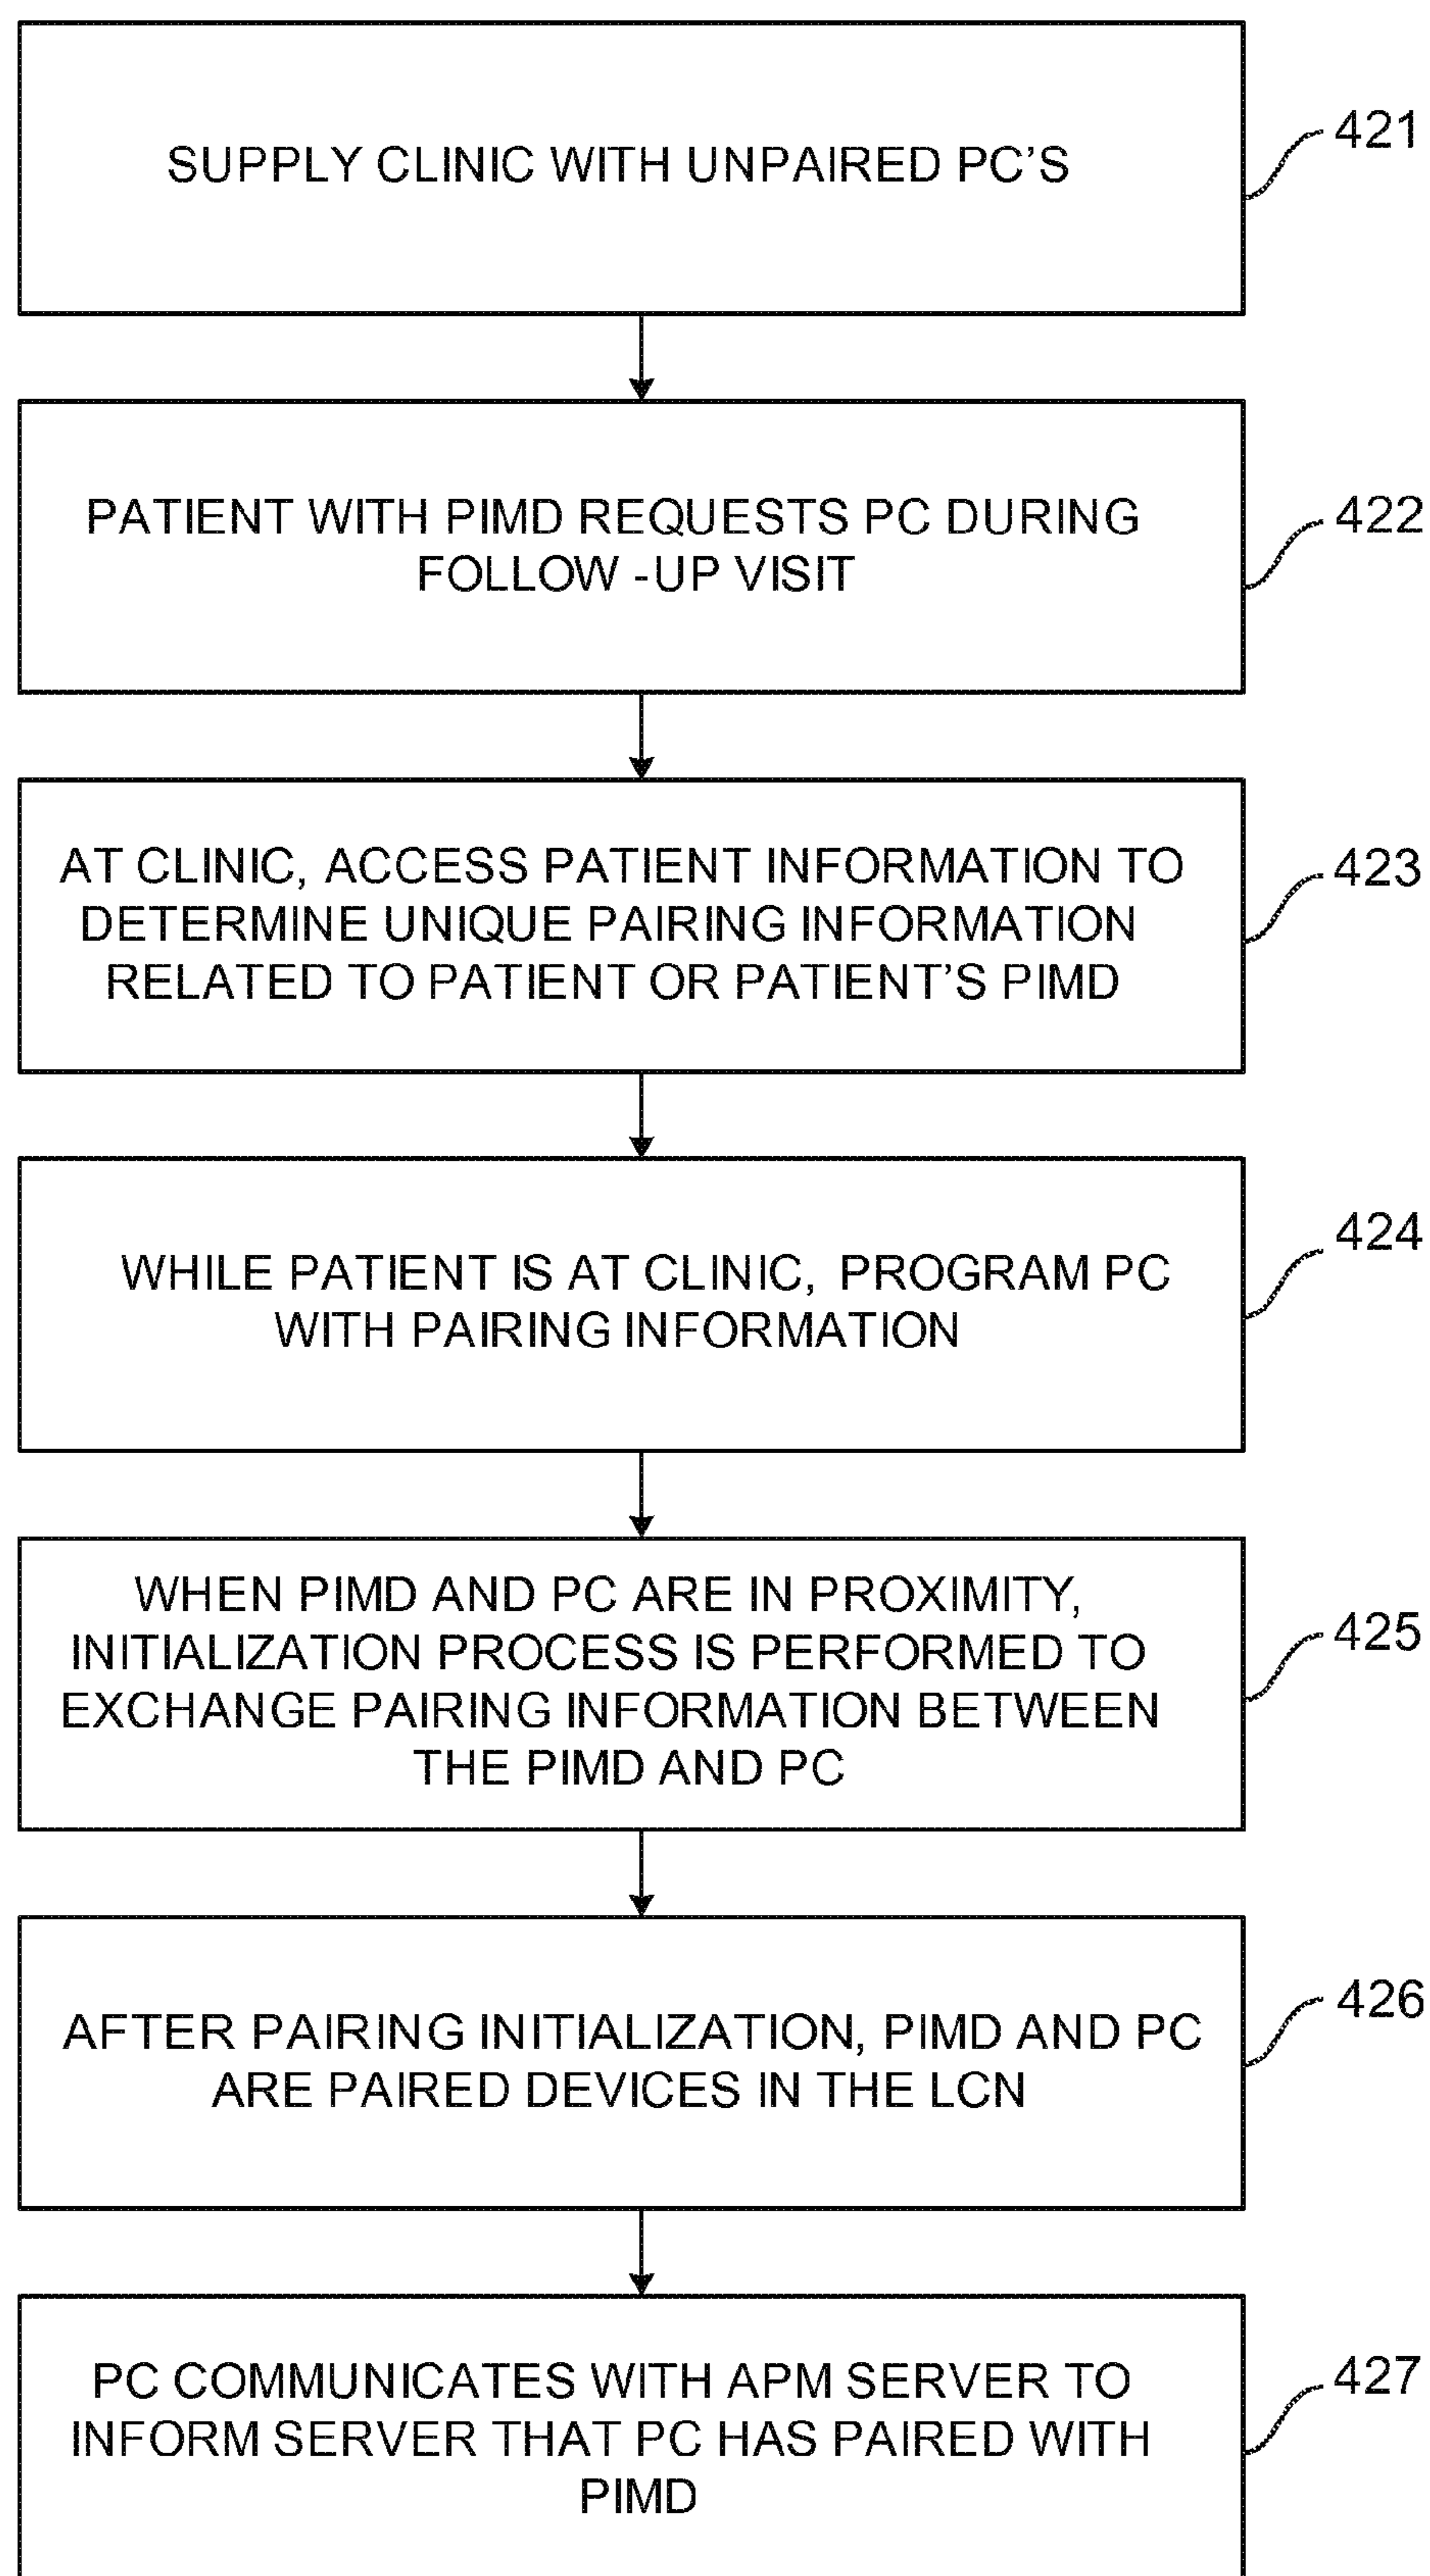 SUPPLY CLINIC WITH UNPAIRED PC'S
421
PATIENT WITH PIMD REQUESTS PC DURING
FOLLOW -UP VISIT
422
AT CLINIC, ACCESS PATIENT INFORMATION TO
DETERMINE UNIQUE PAIRING INFORMATION
RELATED TO PATIENT OR PATIENT'S PIMD
423
WHILE PATIENT IS AT CLINIC, PROGRAM PC
WITH PAIRING INFORMATION
424
WHEN PIMD AND PC ARE IN PROXIMITY,
INITIALIZATION PROCESS IS PERFORMED TO
EXCHANGE PAIRING INFORMATION BETWEEN
THE PIMD AND PC
425
AFTER PAIRING INITIALIZATION, PIMD AND PC
ARE PAIRED DEVICES IN THE LCN
426
PC COMMUNICATES WITH APM SERVER TO
INFORM SERVER THAT PC HAS PAIRED WITH
PIMD
427